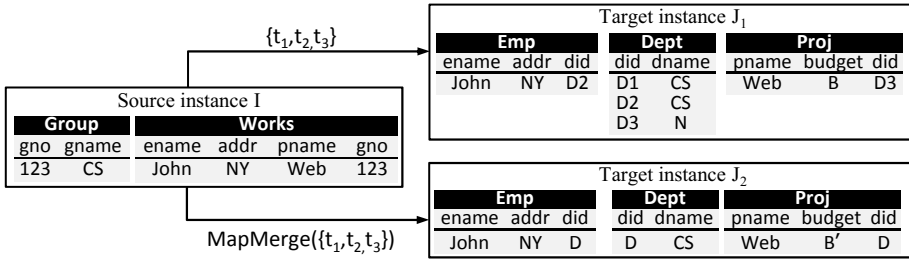 Target instance J1
{t1,t2,t3}
Emp Dept Proj
ename addr did did dname pname budget did
John NY D2 D1 CS Web B D3
D2 CS
D3 N
Source instance I
Group Works
gno gname ename addr pname gno
123 CS John NY Web 123
Target instance J2
Emp Dept Proj
ename addr did did dname pname budget did
John NY D D CS Web B′ D
MapMerge({t1,t2,t3})